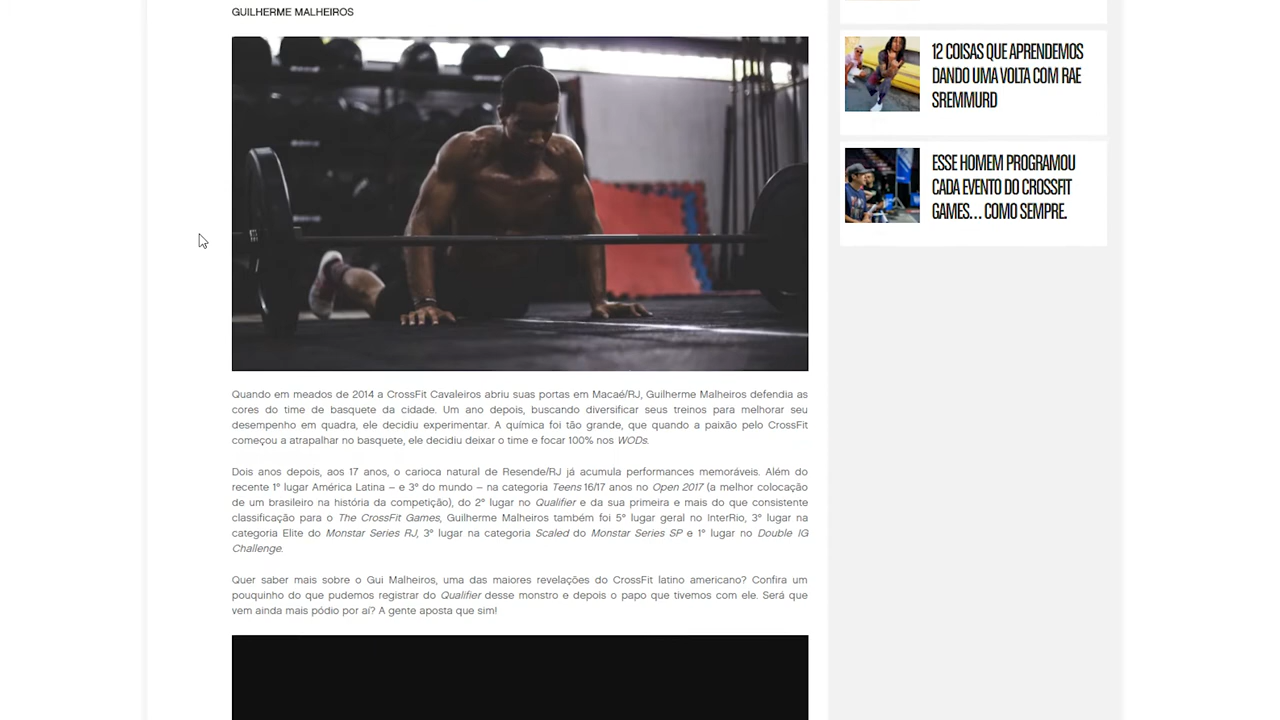 GUILHERME MALHEIROS
Quando em meados de 2014 a CrossFit Cavaleiros abriu suas portas em Macaé/RJ, Guilherme Malheiros defendia as
cores do time de basquete da cidade. Um ano depois, buscando diversificar seus treinos para melhorar seu
desempenho em quadra, ele decidiu experimentar. A química foi tão grande, que quando a paixão pelo CrossFit
começou a atrapalhar no basquete, ele decidiu deixar o time e focar 100% nos WODs.
Dois anos depois, aos 17 anos, o carioca natural de Resende/RJ já acumula performances memoráveis. Além do
recente 1º lugar América Latina – e 3º do mundo – na categoria Teens 16/17 anos no Open 2017 (a melhor colocação
de um brasileiro na história da competição), do 2º lugar no Qualifier e da sua primeira e mais do que consistente
classificação para o The CrossFit Games, Guilherme Malheiros também foi 5º lugar geral no InterRio, 3º lugar na
categoria Elite do Monstar Series RJ, 3º lugar na categoria Scaled do Monstar Series SP e 1º lugar no Double IG
Challenge.
Quer saber mais sobre o Gui Malheiros, uma das maiores revelações do CrossFit latino americano? Confira um
pouquinho do que pudemos registrar do Qualifier desse monstro e depois o papo que tivemos com ele. Será que
vem ainda mais pódio por aí? A gente aposta que sim!
12 COISAS QUE APRENDEMOS
DANDO UMA VOLTA COM RAE
SREMMURD
ESSE HOMEM PROGRAMOU
CADA EVENTO DO CROSSFIT
GAMES... COMO SEMPRE.